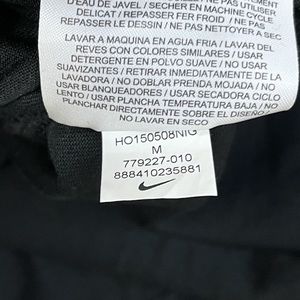 D'EAU DE JAVEL / SECHER EN MACHINE CYCLE
DELICAT / REPASSER FER FROID / NE PAS
REPASSER LE DESSIN / NE PAS NETTOYER A SEC
LAVAR A MAQUINA EN AGUA FRIA / LAVAR DEL
REVES CON COLORES SIMILARES / USAR
DETERGENTE EN POLVO SUAVE / NO USAR
SUAVIZANTES / RETIRAR INMEDIATAMENTE DE LA
LAVADORA / NO DOBLAR PRENDA MOJADA / NO
USAR BLANQUEADORES / USAR SECADORA CICLO
LENTO / USAR PLANCHA TEMPERATURA BAJA / NO
PLANCHAR DIRECTAMENTE SOBRE EL DISEÑO /
NO LAVAR EN SECO
HO150508NIG
M
779227-010
888410235881